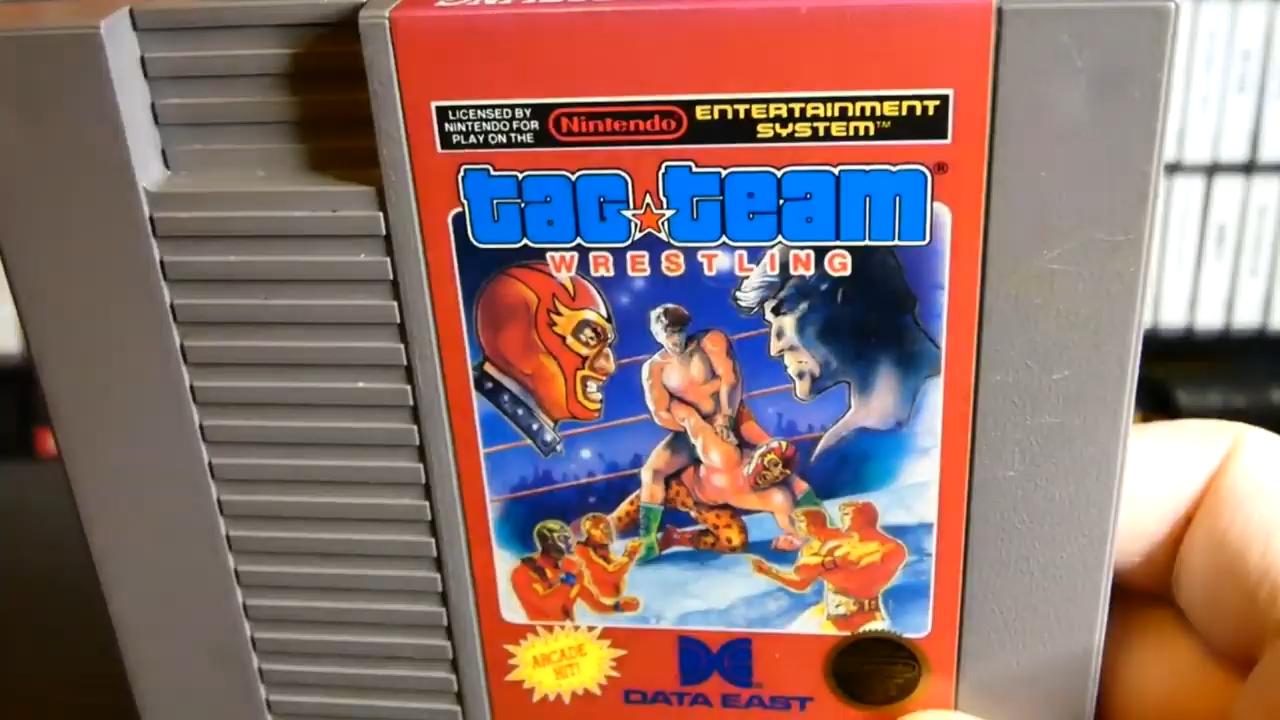 LICENSED BY
NINTENDO FOR
PLAY ON THE
Nintendo
ENTERTAINMENT
SYSTEM™
tag★team®
WRESTLING
ARCADE
HIT!
DATA EAST